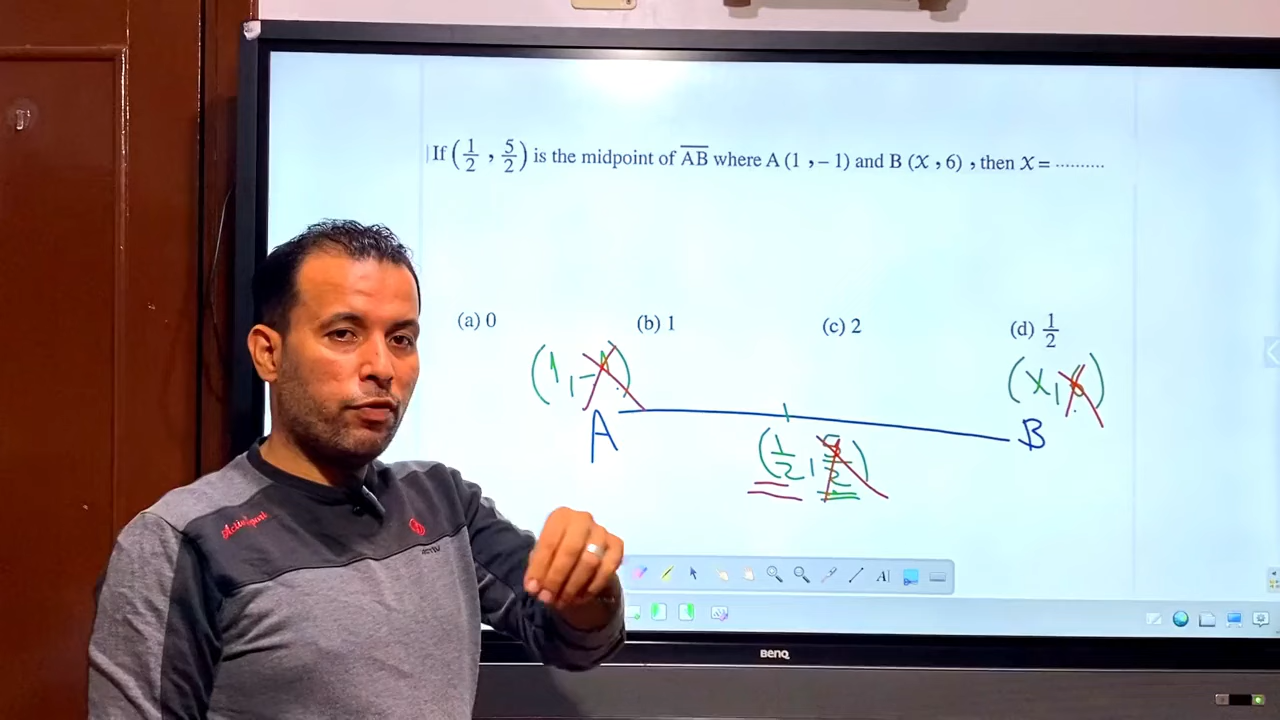 If (1/2 , 5/2) is the midpoint of A̅B̅ where A (1 , – 1) and B (X , 6) , then X = ..........
(a) 0 (b) 1 (c) 2 (d) 1/2
(1 , -1) (x , 6)
A B
(1/2 , 5/2)
activ
A
BenQ